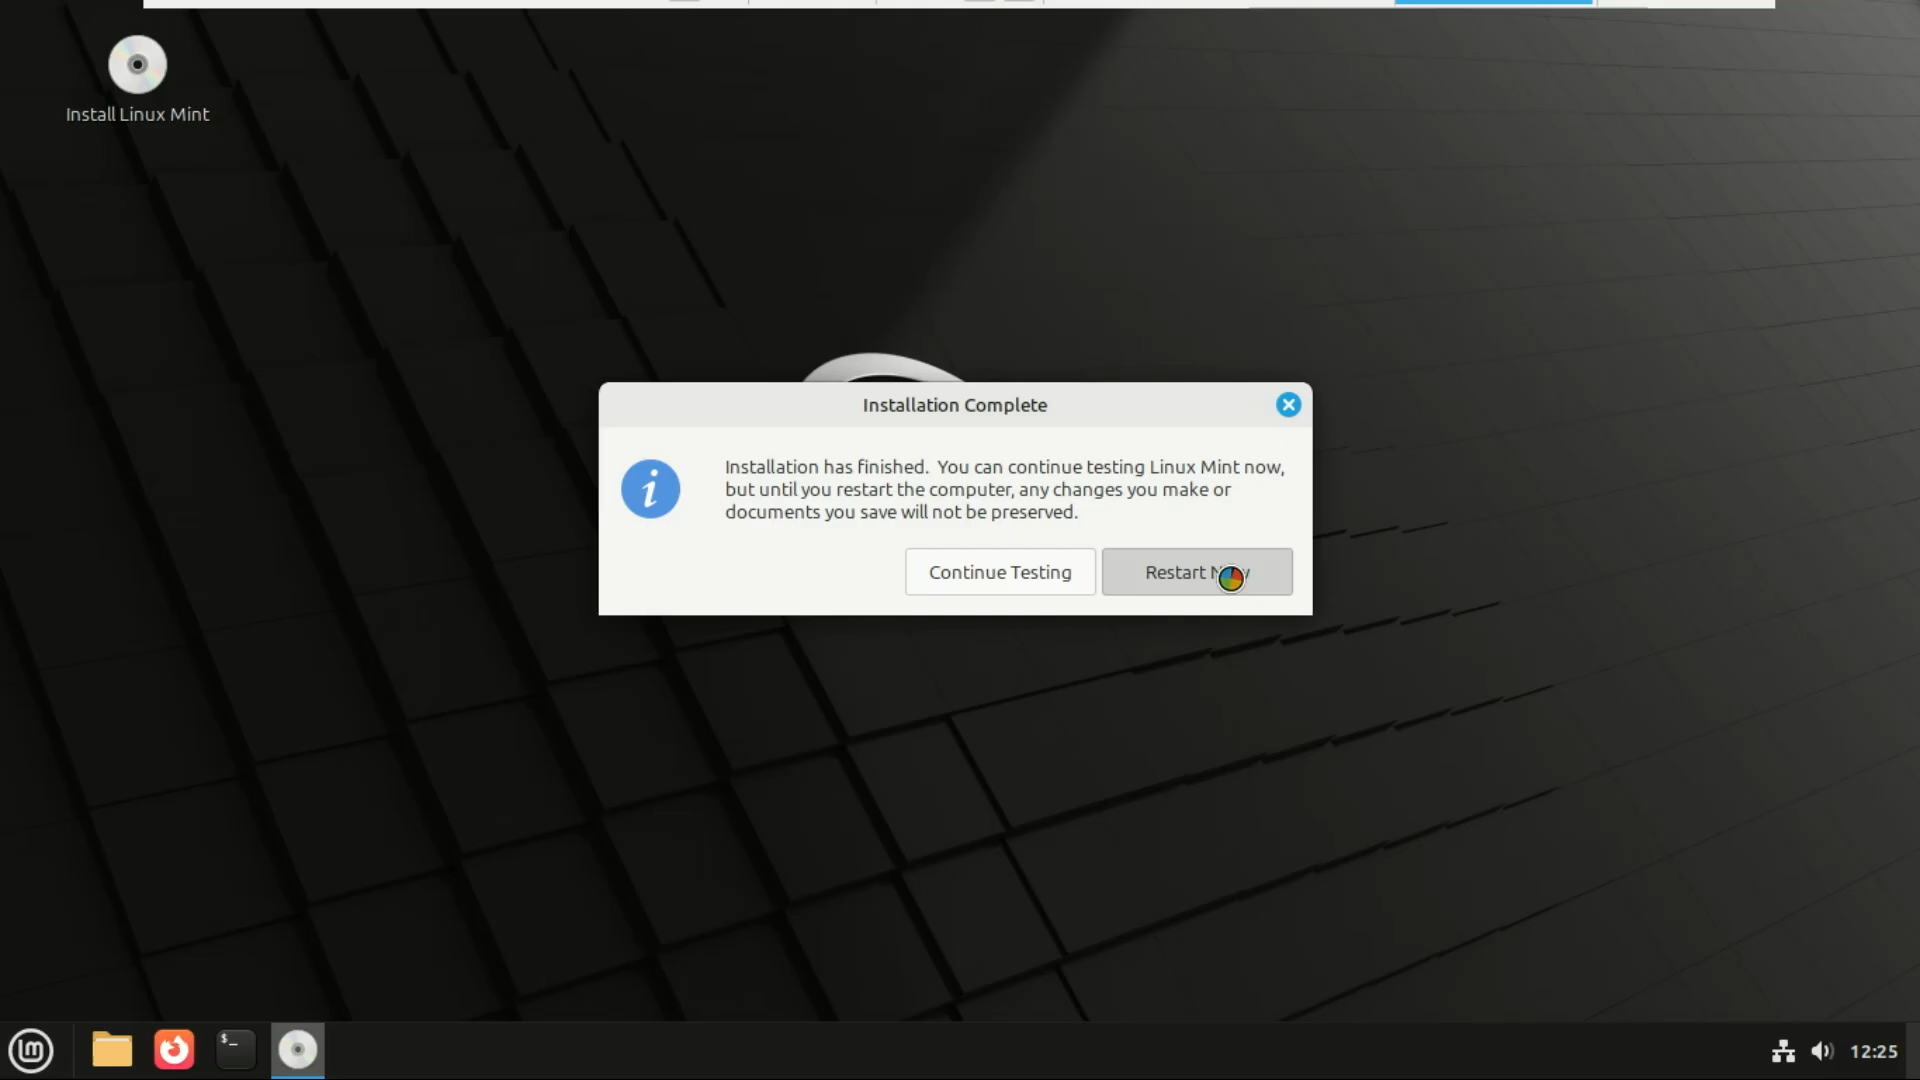 Install Linux Mint
Installation Complete
Installation has finished.  You can continue testing Linux Mint now,
but until you restart the computer, any changes you make or
documents you save will not be preserved.
Continue Testing
Restart
$_
12:25